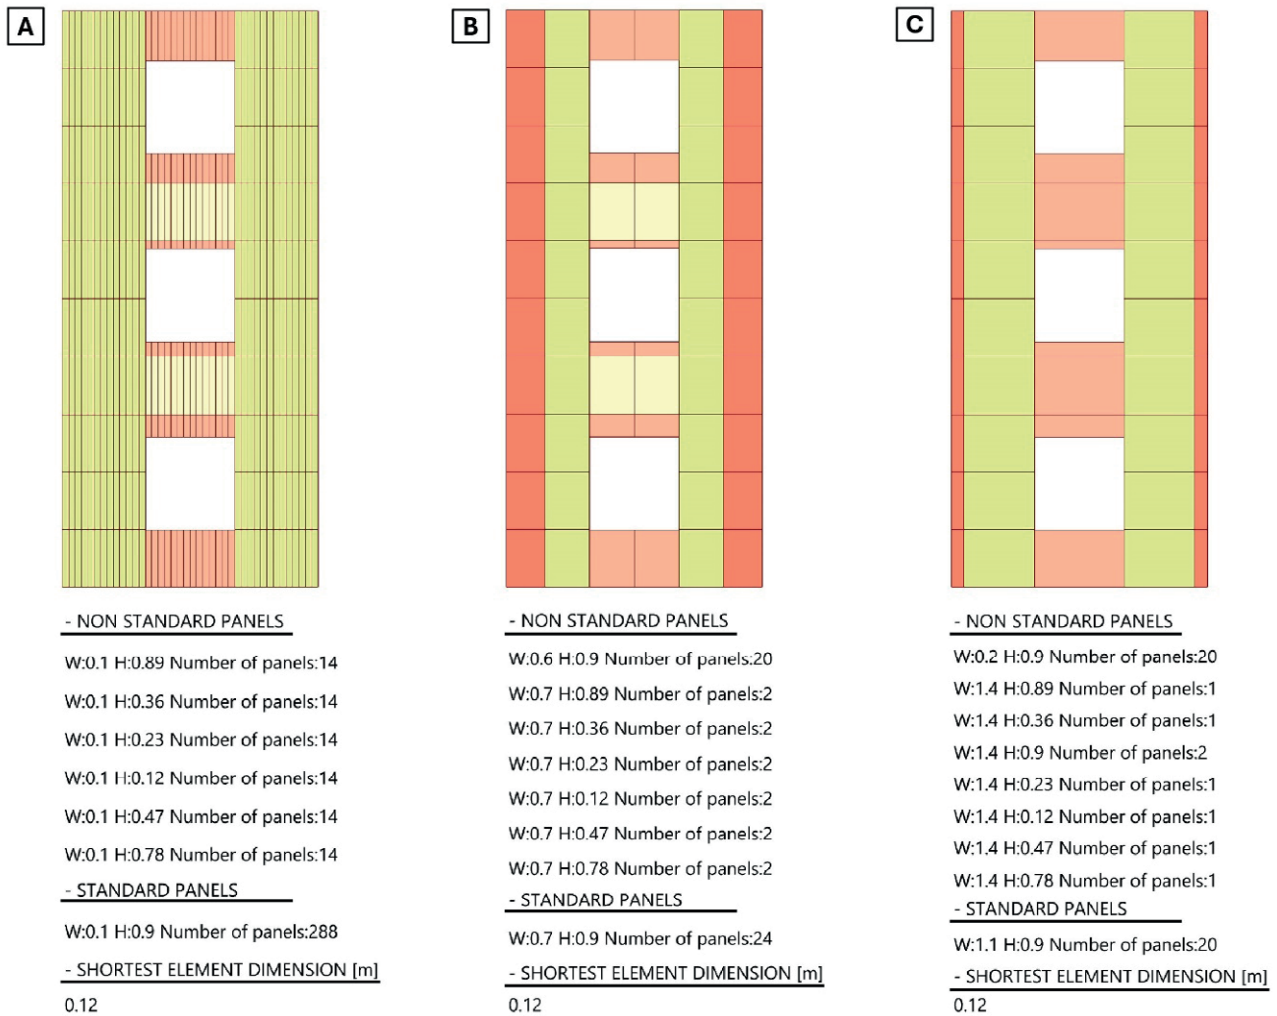 A
B
C
- NON STANDARD PANELS
W:0.1 H:0.89 Number of panels:14
W:0.1 H:0.36 Number of panels:14
W:0.1 H:0.23 Number of panels:14
W:0.1 H:0.12 Number of panels:14
W:0.1 H:0.47 Number of panels:14
W:0.1 H:0.78 Number of panels:14
- STANDARD PANELS
W:0.1 H:0.9 Number of panels:288
- SHORTEST ELEMENT DIMENSION [m]
0.12
- NON STANDARD PANELS
W:0.6 H:0.9 Number of panels:20
W:0.7 H:0.89 Number of panels:2
W:0.7 H:0.36 Number of panels:2
W:0.7 H:0.23 Number of panels:2
W:0.7 H:0.12 Number of panels:2
W:0.7 H:0.47 Number of panels:2
W:0.7 H:0.78 Number of panels:2
- STANDARD PANELS
W:0.7 H:0.9 Number of panels:24
- SHORTEST ELEMENT DIMENSION [m]
0.12
- NON STANDARD PANELS
W:0.2 H:0.9 Number of panels:20
W:1.4 H:0.89 Number of panels:1
W:1.4 H:0.36 Number of panels:1
W:1.4 H:0.9 Number of panels:2
W:1.4 H:0.23 Number of panels:1
W:1.4 H:0.12 Number of panels:1
W:1.4 H:0.47 Number of panels:1
W:1.4 H:0.78 Number of panels:1
- STANDARD PANELS
W:1.1 H:0.9 Number of panels:20
- SHORTEST ELEMENT DIMENSION [m]
0.12